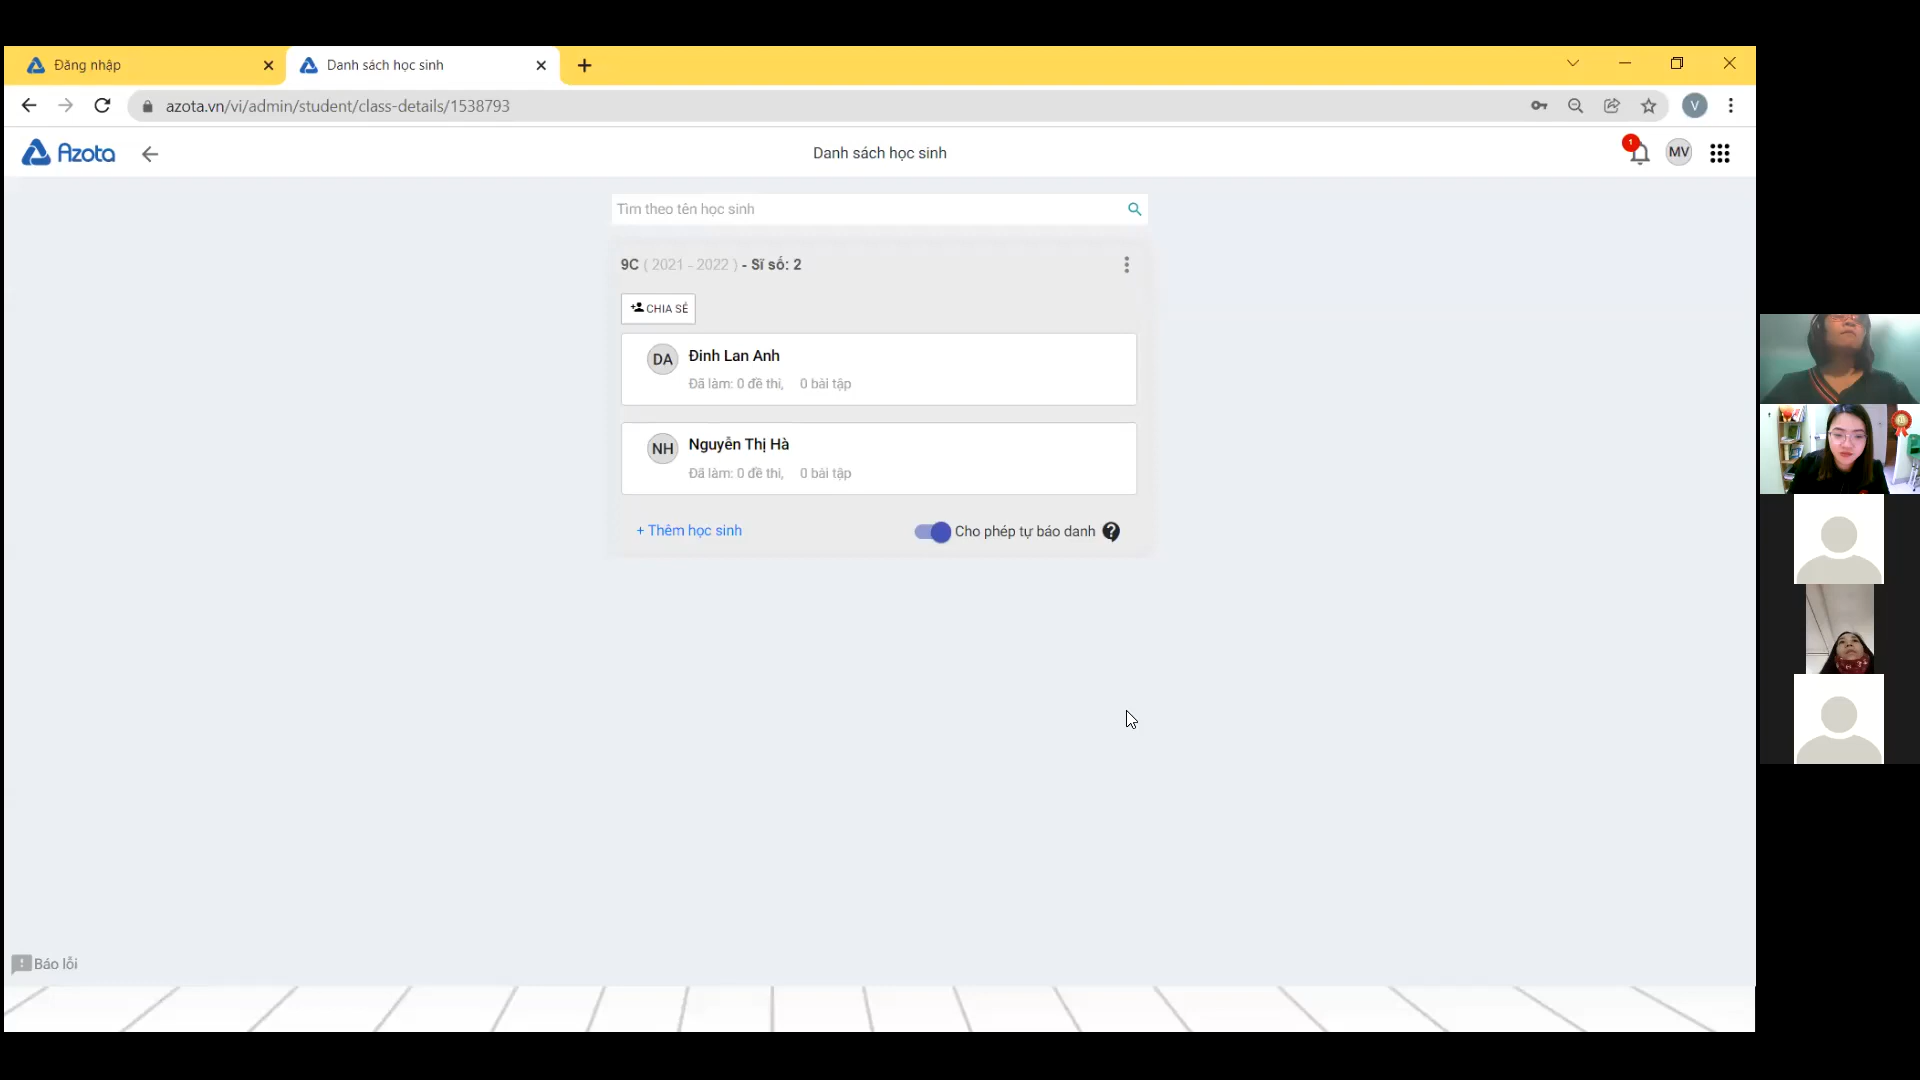 Đăng nhập
Danh sách học sinh
azota.vn/vi/admin/student/class-details/1538793
V
Azota
Danh sách học sinh
1
MV
Tìm theo tên học sinh
9C ( 2021 - 2022 ) - Sĩ số: 2
CHIA SẺ
DA
Đinh Lan Anh
Đã làm: 0 đề thi, 0 bài tập
NH
Nguyễn Thị Hà
Đã làm: 0 đề thi, 0 bài tập
+ Thêm học sinh
Cho phép tự báo danh ?
Báo lỗi